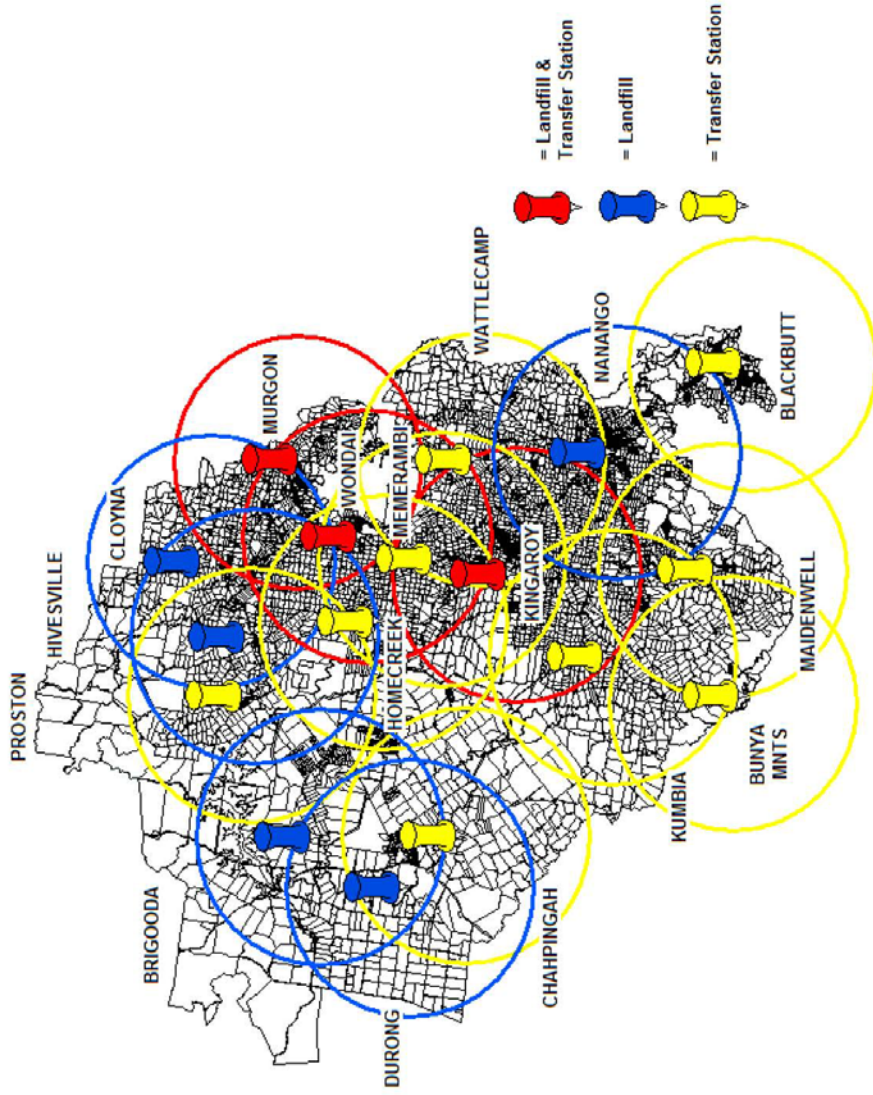 PROSTON
HIVESVILLE
CLOYNA
MURGON
BRIGOODA
WONDAI
MEMERAMBI
WATTLECAMP
HOMECREEK
DURONG
KINGAROY
NANANGO
CHAHPINGAH
KUMBIA
BUNYA
MNTS
MAIDENWELL
BLACKBUTT
= Landfill &
Transfer Station
= Landfill
= Transfer Station